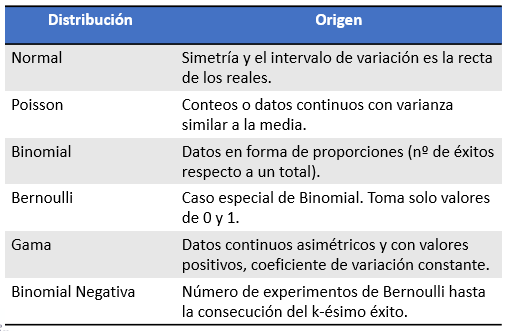 Distribución Origen
Normal Simetría y el intervalo de variación es la recta
de los reales.
Poisson Conteos o datos continuos con varianza
similar a la media.
Binomial Datos en forma de proporciones (nº de éxitos
respecto a un total).
Bernoulli Caso especial de Binomial. Toma solo valores
de 0 y 1.
Gama Datos continuos asimétricos y con valores
positivos, coeficiente de variación constante.
Binomial Negativa Número de experimentos de Bernoulli hasta
la consecución del k-ésimo éxito.